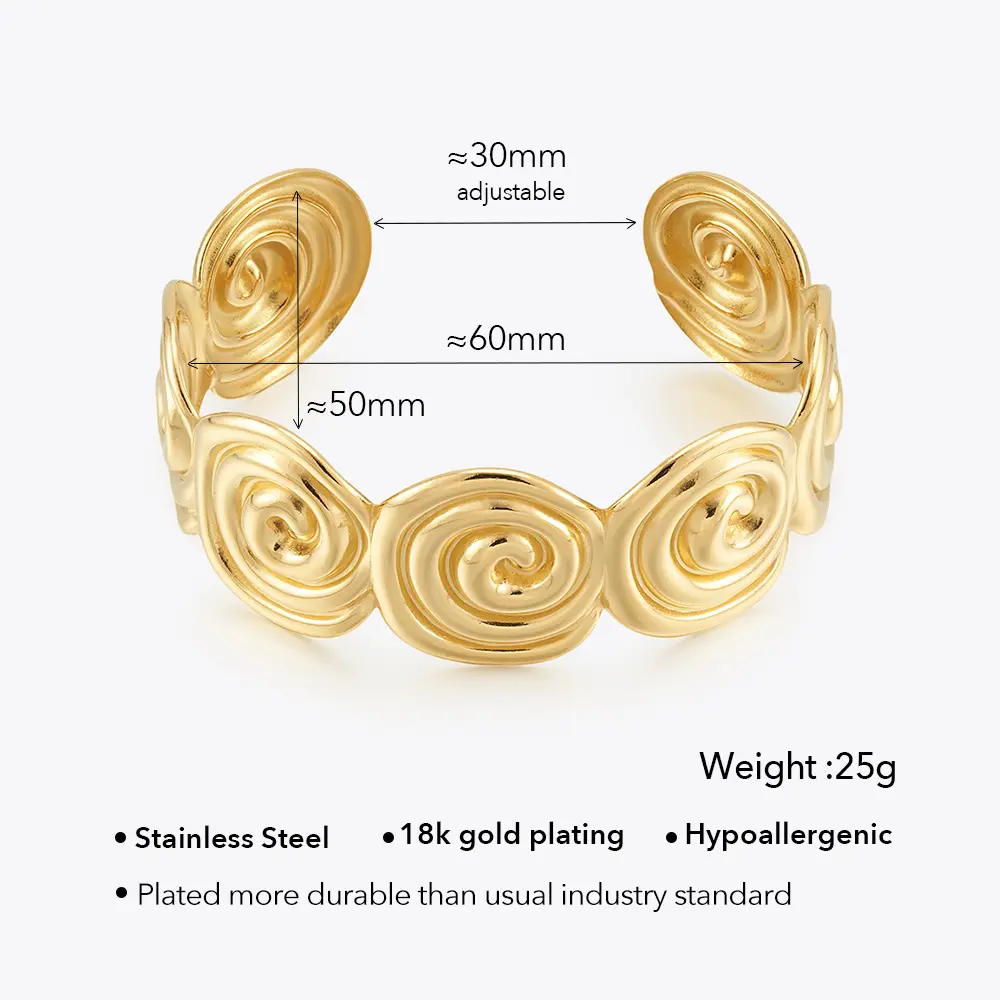 ≈30mm
adjustable
≈60mm
≈50mm
Weight :25g
• Stainless Steel •18k gold plating •Hypoallergenic
• Plated more durable than usual industry standard